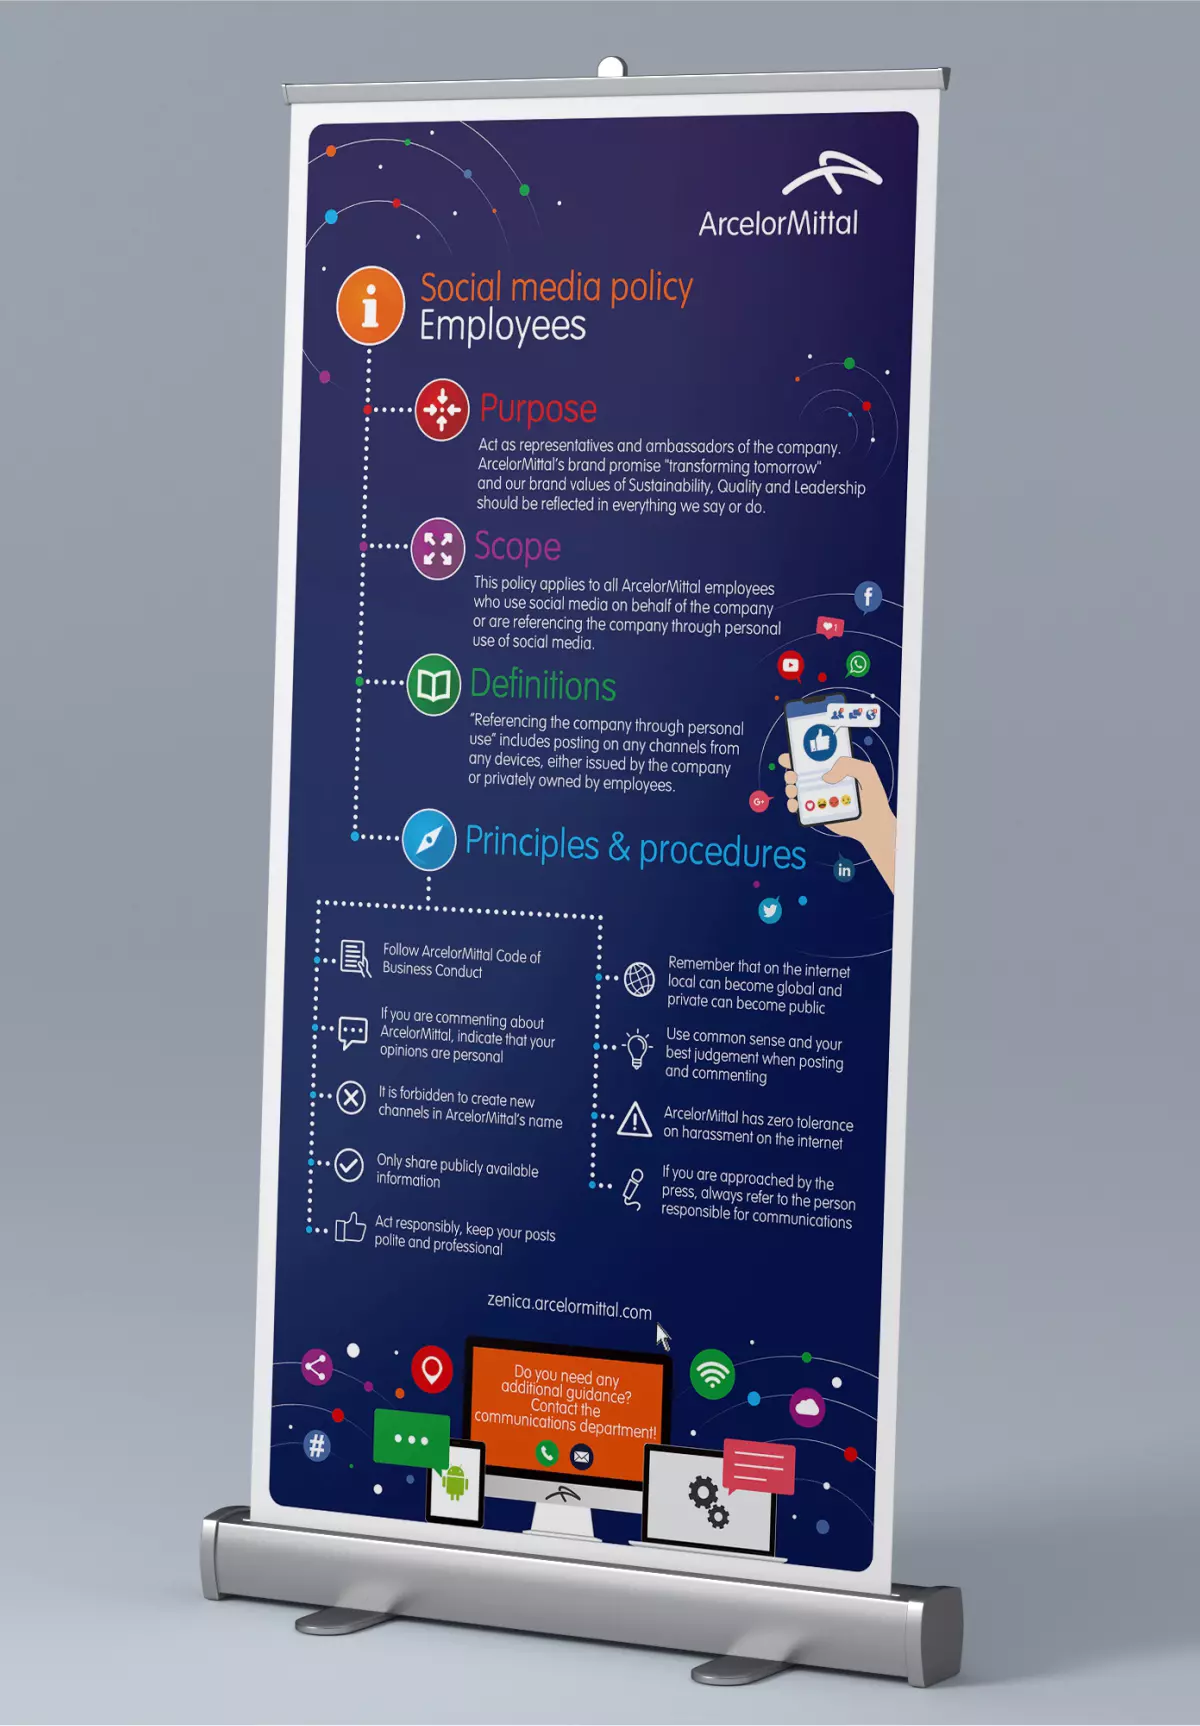 ArcelorMittal
Social media policy
Employees
Purpose
Act as representatives and ambassadors of the company.
ArcelorMittal's brand promise "transforming tomorrow"
and our brand values of Sustainability, Quality and Leadership
should be reflected in everything we say or do.
Scope
This policy applies to all ArcelorMittal employees
who use social media on behalf of the company
or are referencing the company through personal
use of social media.
Definitions
"Referencing the company through personal
use" includes posting on any channels from
any devices, either issued by the company
or privately owned by employees.
f
1
G+
in
Principles & procedures
Follow ArcelorMittal Code of
Business Conduct
If you are commenting about
ArcelorMittal, indicate that your
opinions are personal
It is forbidden to create new
channels in ArcelorMittal's name
Only share publicly available
information
Act responsibly, keep your posts
polite and professional
Remember that on the internet
local can become global and
private can become public
Use common sense and your
best judgement when posting
and commenting
ArcelorMittal has zero tolerance
on harassment on the internet
If you are approached by the
press, always refer to the person
responsible for communications
zenica.arcelormittal.com
Do you need any
additional guidance?
Contact the
communications department!
#